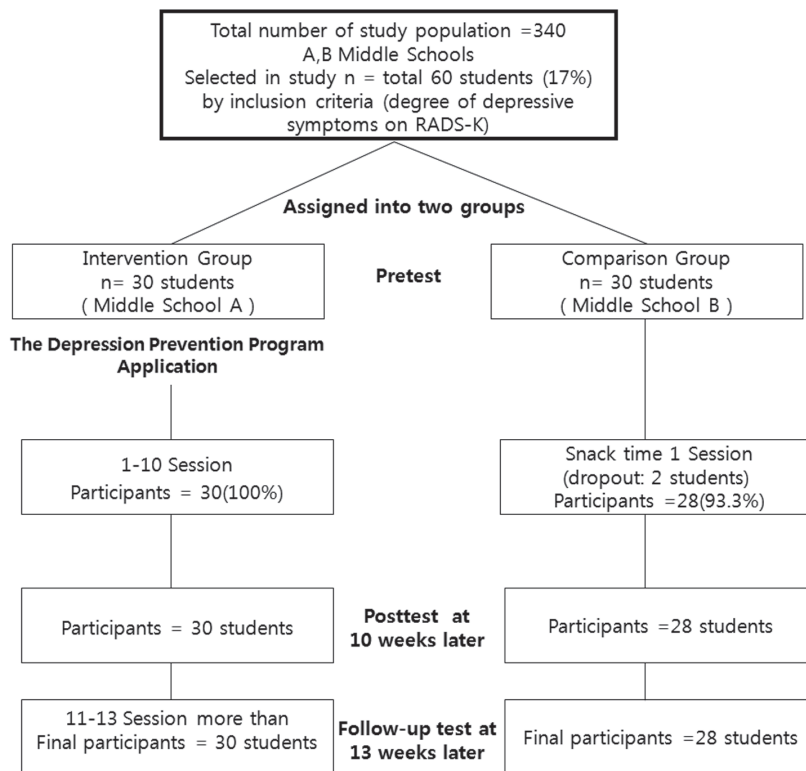 Total number of study population =340
A,B Middle Schools
Selected in study n = total 60 students (17%)
by inclusion criteria (degree of depressive
symptoms on RADS-K)
Assigned into two groups
Intervention Group
n= 30 students
( Middle School A )
Pretest
Comparison Group
n= 30 students
( Middle School B )
The Depression Prevention Program
Application
1-10 Session
Participants = 30(100%)
Snack time 1 Session
(dropout: 2 students)
Participants =28(93.3%)
Participants = 30 students
Posttest at
10 weeks later
Participants =28 students
11-13 Session more than
Final participants = 30 students
Follow-up test at
13 weeks later
Final participants =28 students